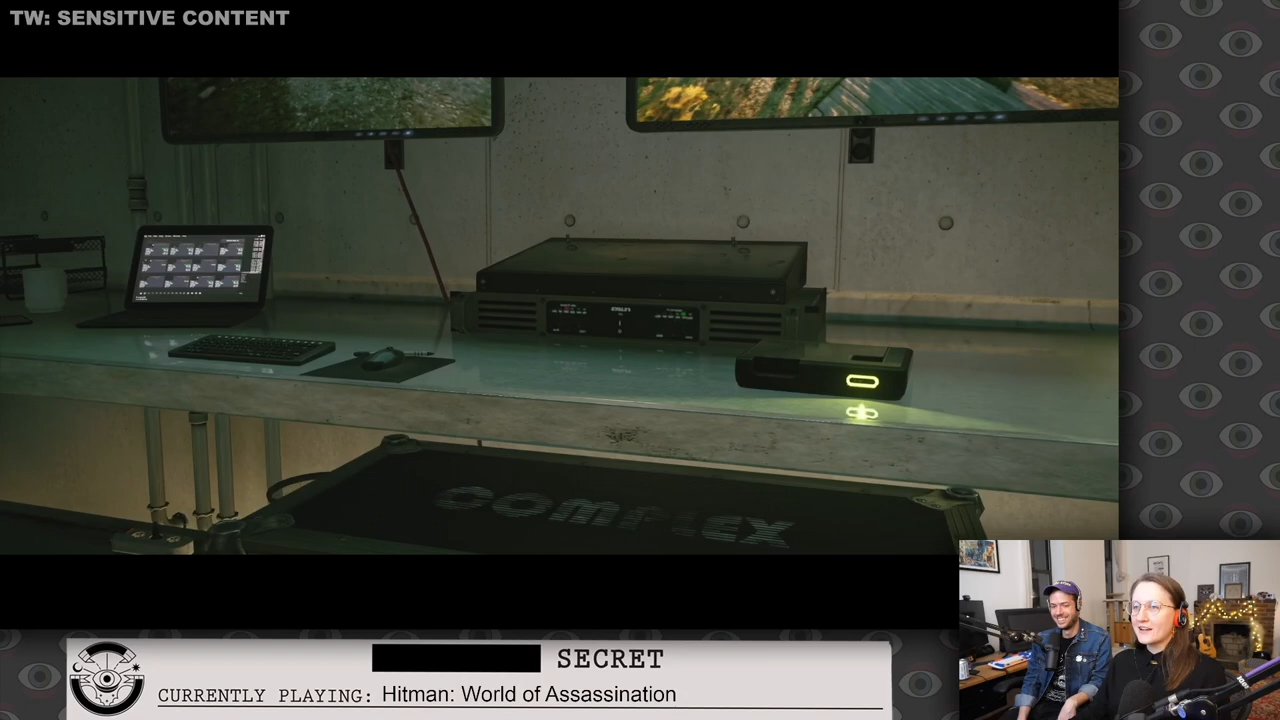 TW: SENSITIVE CONTENT
COMPLEX
SECRET
CURRENTLY PLAYING: Hitman: World of Assassination